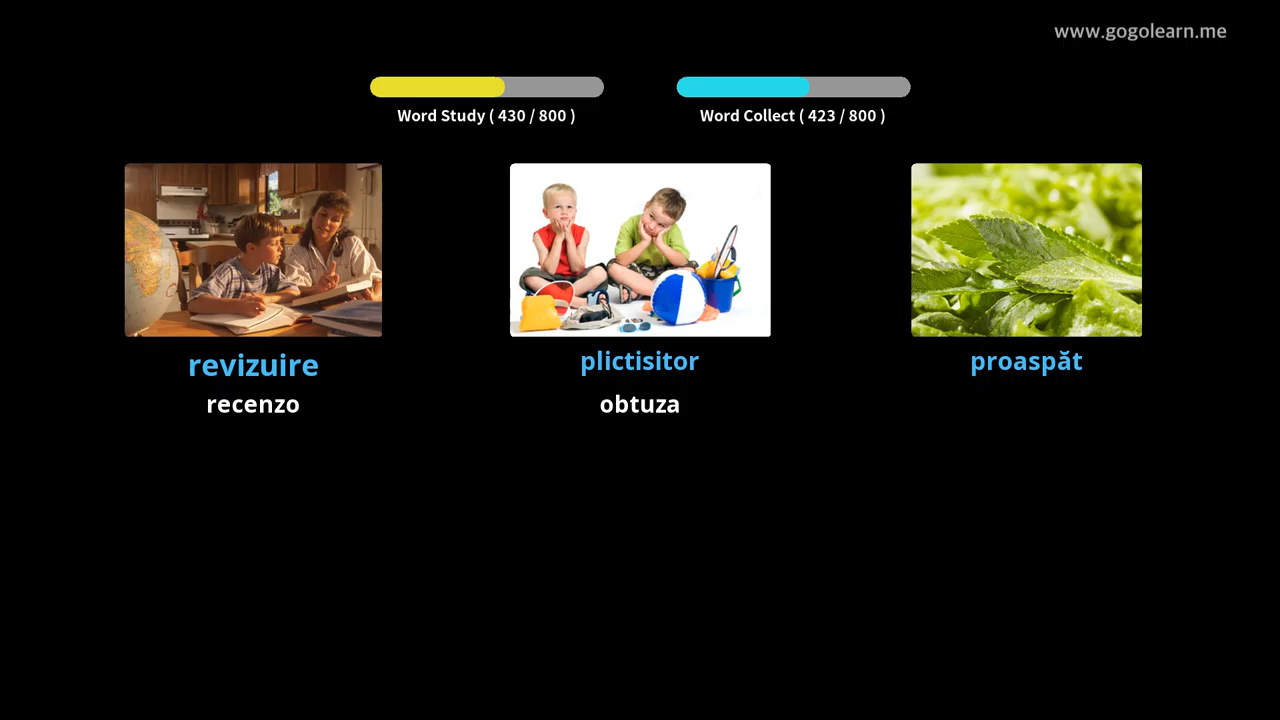 www.gogolearn.me
Word Study ( 430 / 800 )
Word Collect ( 423 / 800 )
revizuire
plictisitor
proaspăt
recenzo
obtuza